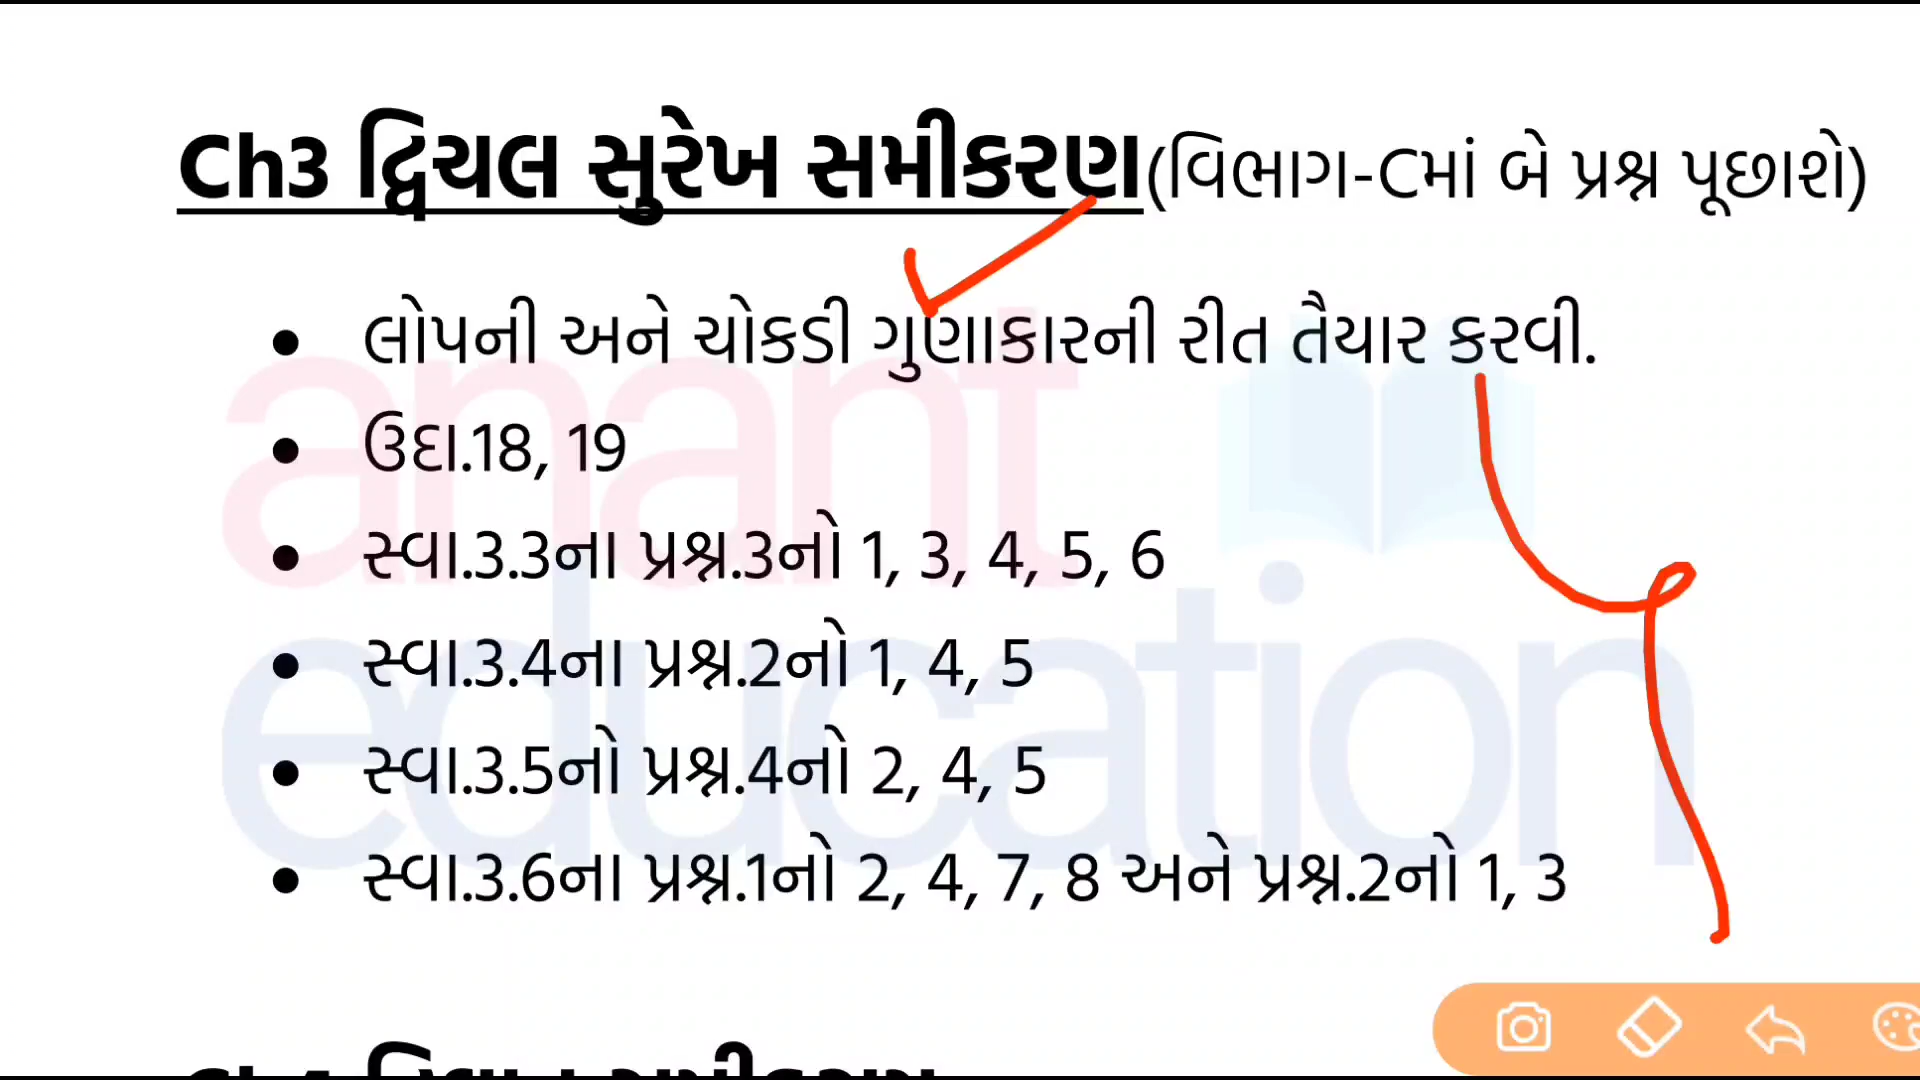 Ch3 દ્વિચલ સુરેખ સમીકરણ(વિભાગ-Cમાં બે પ્રશ્ન પૂછાશે)
• લોપની અને ચોકડી ગુણાકારની રીત તૈયાર કરવી.
• ઉદા.18, 19
• સ્વા.3.3ના પ્રશ્ન.3નો 1, 3, 4, 5, 6
• સ્વા.3.4ના પ્રશ્ન.2નો 1, 4, 5
• સ્વા.3.5નો પ્રશ્ન.4નો 2, 4, 5
• સ્વા.3.6ના પ્રશ્ન.1નો 2, 4, 7, 8 અને પ્રશ્ન.2નો 1, 3
anant
education